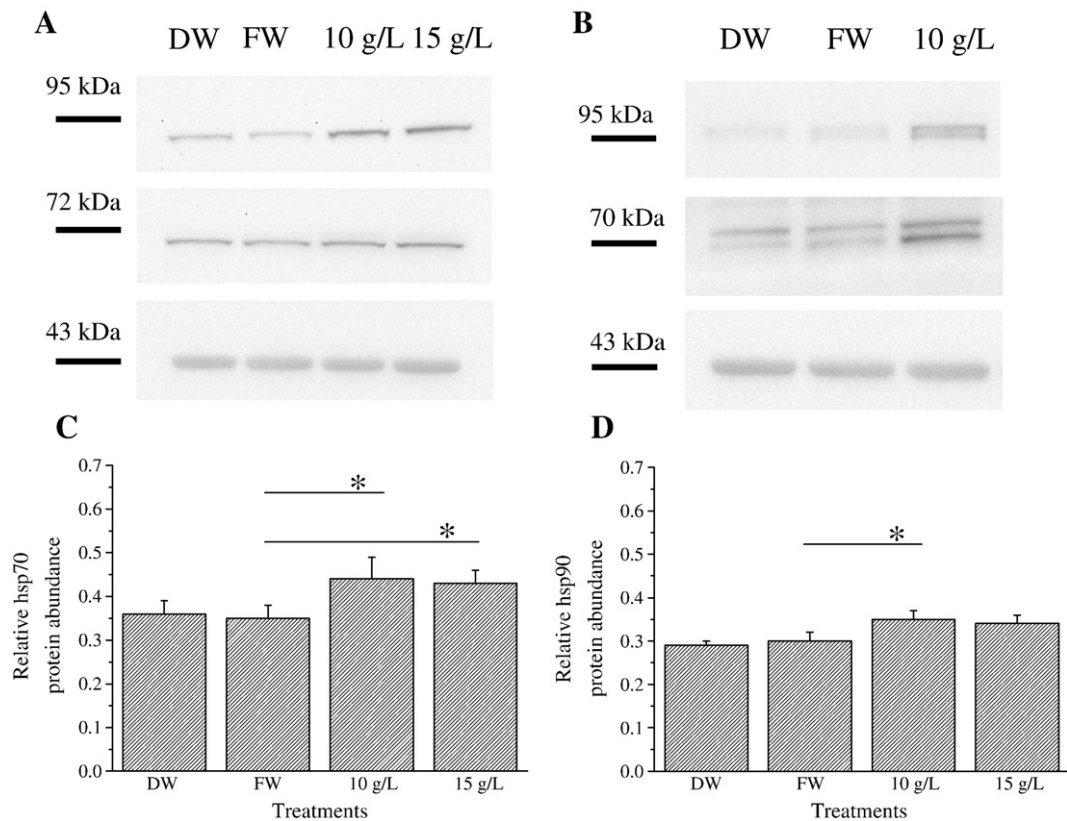 A
DW FW 10 g/L 15 g/L
95 kDa
72 kDa
43 kDa
B
DW FW 10 g/L
95 kDa
70 kDa
43 kDa
C
Relative hsp70
protein abundance
0.7
0.6
0.5
0.4
0.3
0.2
0.1
0.0
*
*
DW FW 10 g/L 15 g/L
Treatments
D
Relative hsp90
protein abundance
0.7
0.6
0.5
0.4
0.3
0.2
0.1
0.0
*
DW FW 10 g/L 15 g/L
Treatments